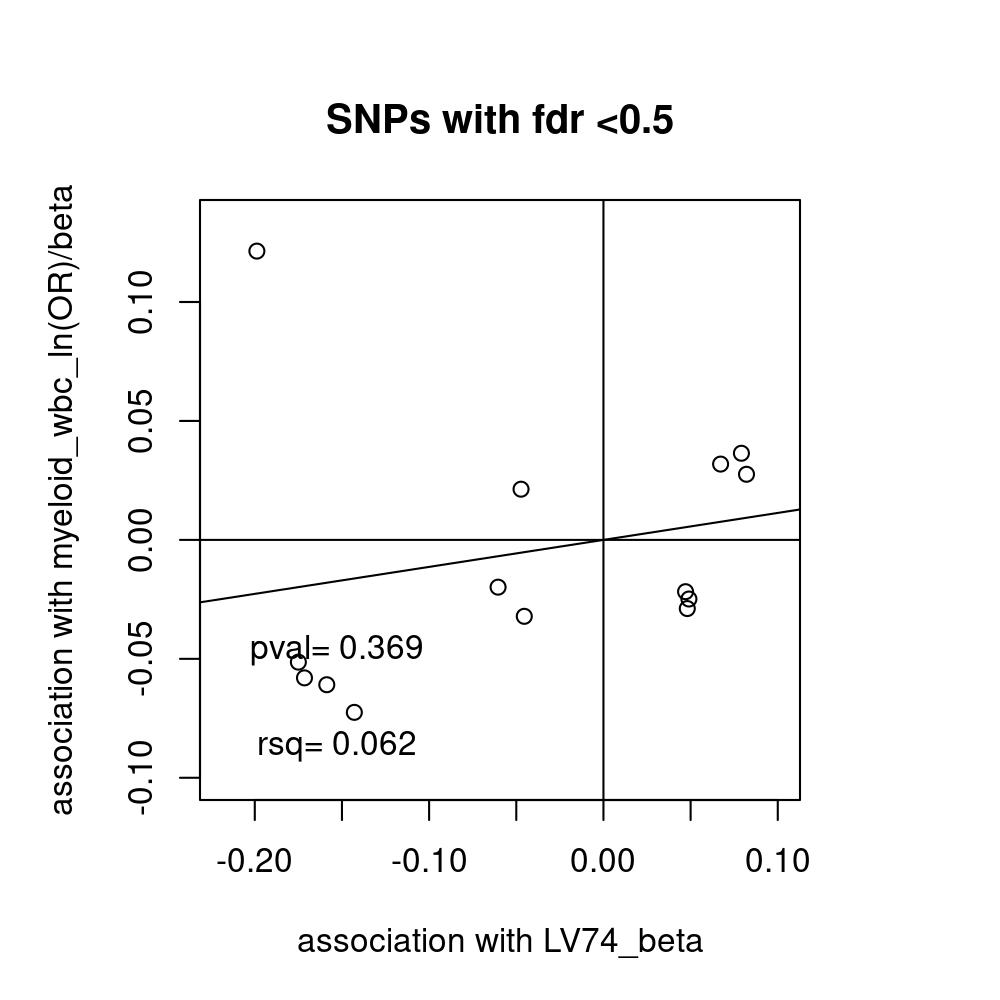 SNPs with fdr <0.5
association with myeloid_wbc_ln(OR)/beta
0.10
0.05
0.00
-0.05
-0.10
pval= 0.369
rsq= 0.062
-0.20
-0.10
0.00
0.10
association with LV74_beta